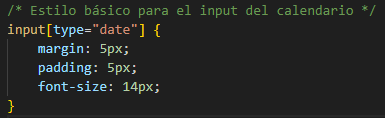 /* Estilo básico para el input del calendario */
input[type="date"] {
    margin: 5px;
    padding: 5px;
    font-size: 14px;
}